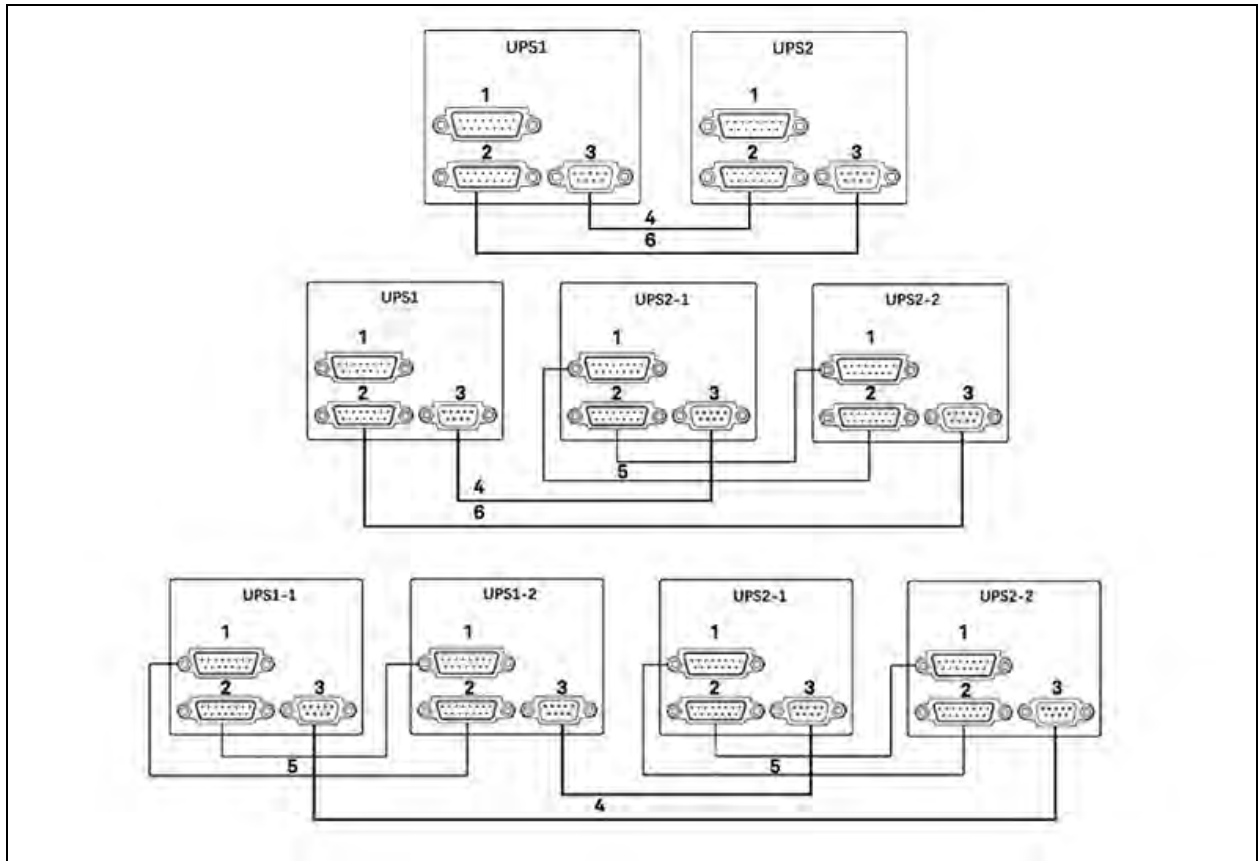 UPS1 UPS2
1 1
2 3 2 3
4
6
UPS1 UPS2-1 UPS2-2
1 1 1
2 3 2 3 2 3
5
4
6
UPS1-1 UPS1-2 UPS2-1 UPS2-2
1 1 1 1
2 3 2 3 2 3 2 3
5 5
4